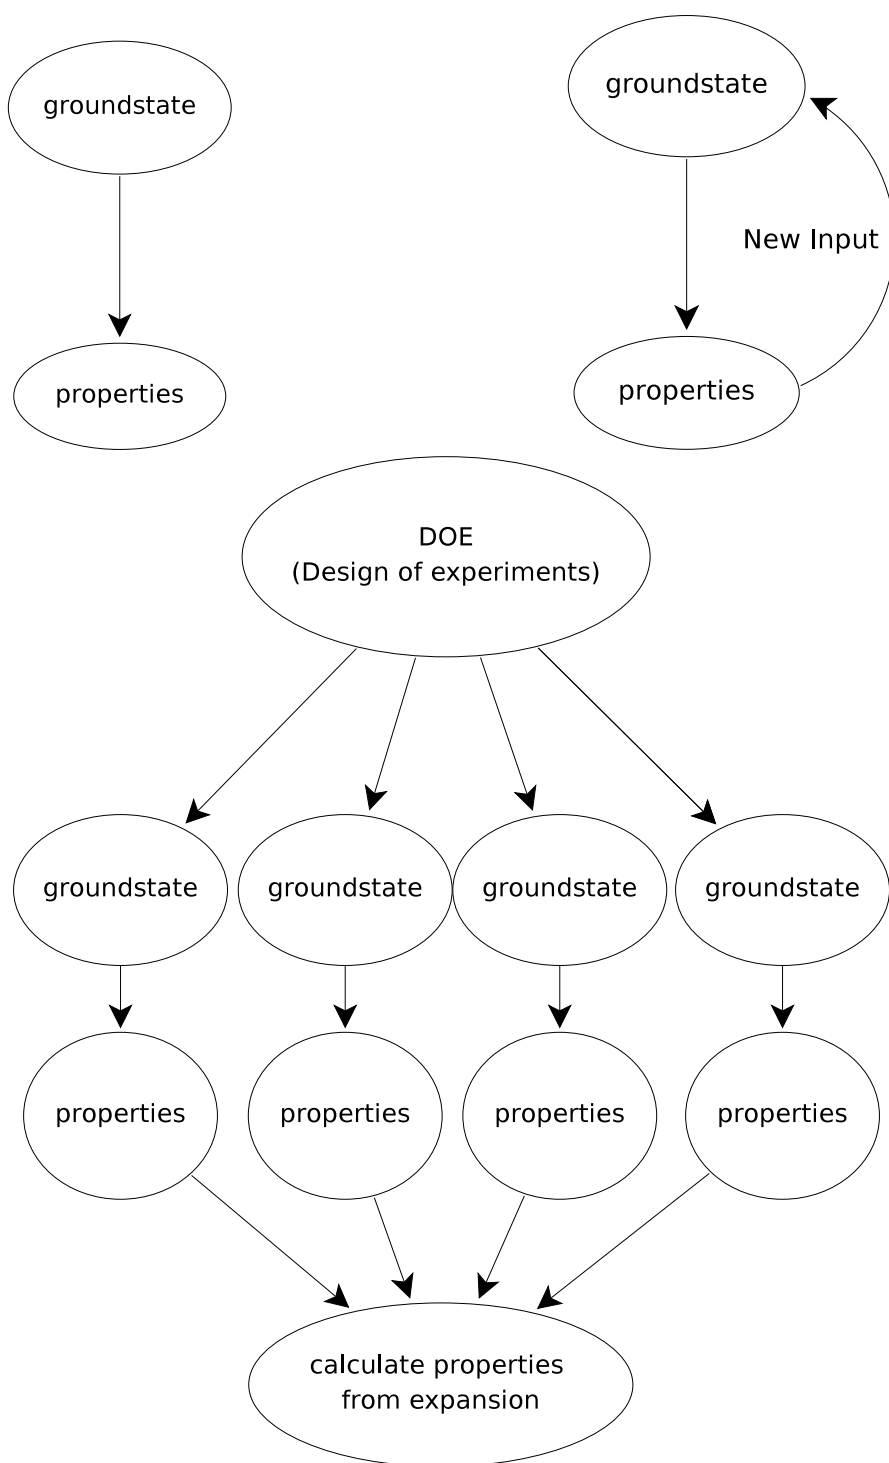 groundstate
groundstate
New Input
properties
properties
DOE
(Design of experiments)
groundstate
groundstate
groundstate
groundstate
properties
properties
properties
properties
calculate properties
from expansion